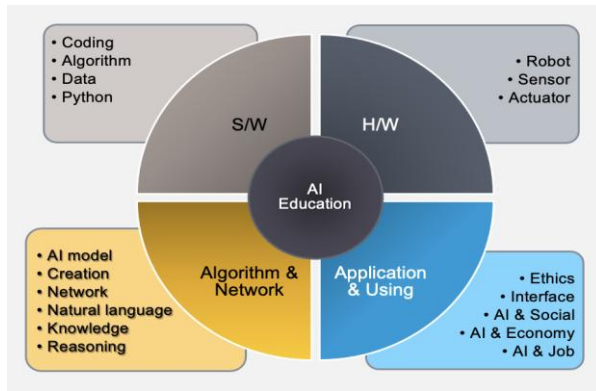 • Coding
• Algorithm
• Data
• Python
• Robot
• Sensor
• Actuator
S/W
H/W
AI
Education
Algorithm &
Network
Application
& Using
• AI model
• Creation
• Network
• Natural language
• Knowledge
• Reasoning
• Ethics
• Interface
• AI & Social
• AI & Economy
• AI & Job